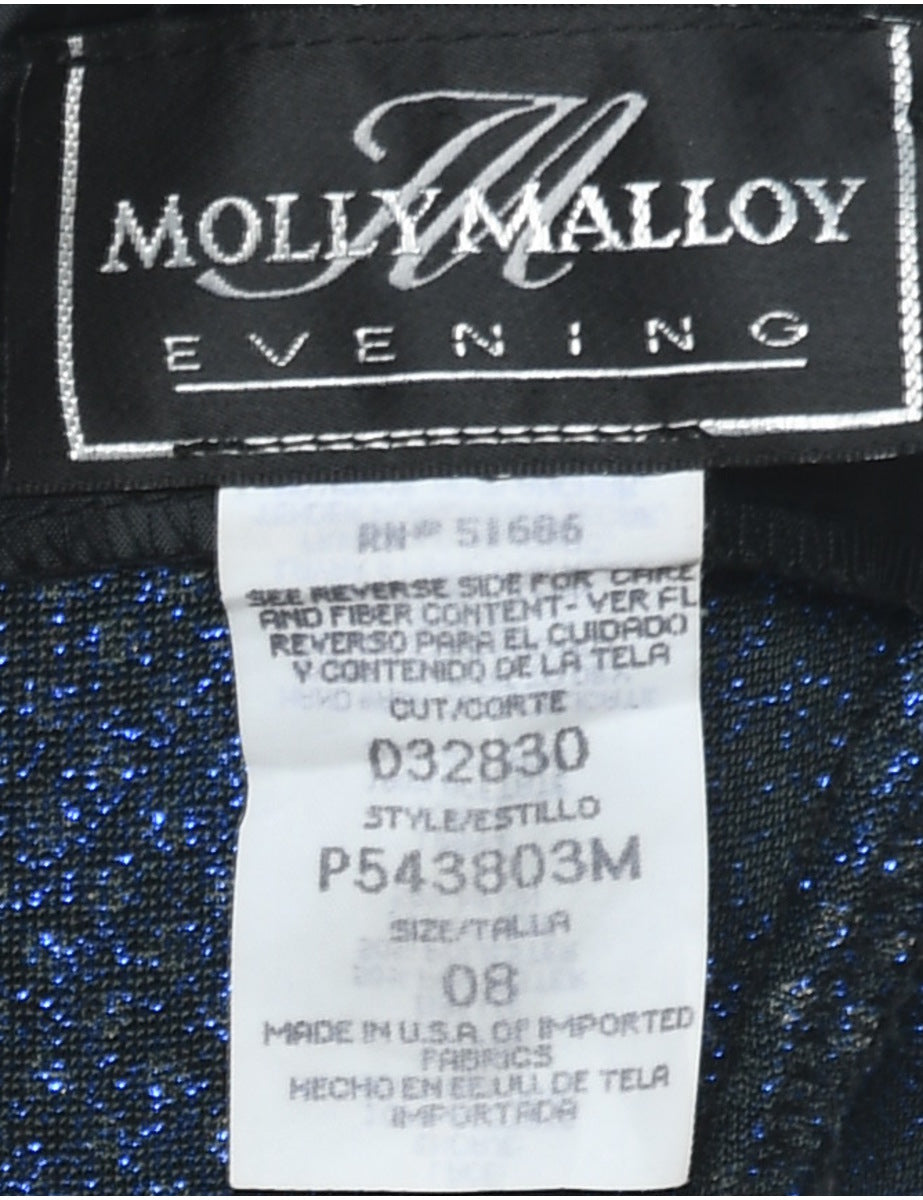 M
MOLLY MALLOY
EVENING
RNº 51686
SEE REVERSE SIDE FOR CARE
AND FIBER CONTENT- VER FL
REVERSO PARA EL CUIDADO
Y CONTENIDO DE LA TELA
CUT/CORTE
032830
STYLE/ESTILLO
P543803M
SIZE/TALLA
08
MADE IN U.S.A. OF IMPORTED
FABRICS
HECHO EN EE.UU. DE TELA
IMPORTADA